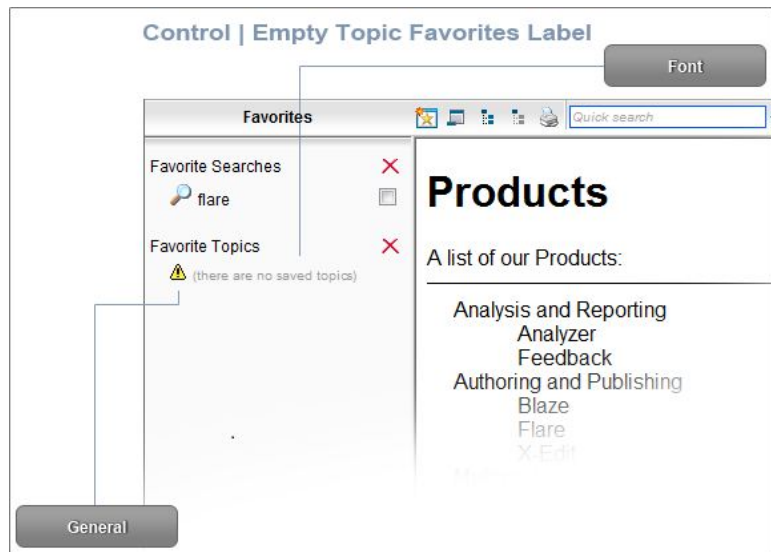 Control | Empty Topic Favorites Label
Font
Favorites
Quick search
Favorite Searches
flare
Favorite Topics
(there are no saved topics)
Products
A list of our Products:
Analysis and Reporting
Analyzer
Feedback
Authoring and Publishing
Blaze
Flare
X-Edit
General